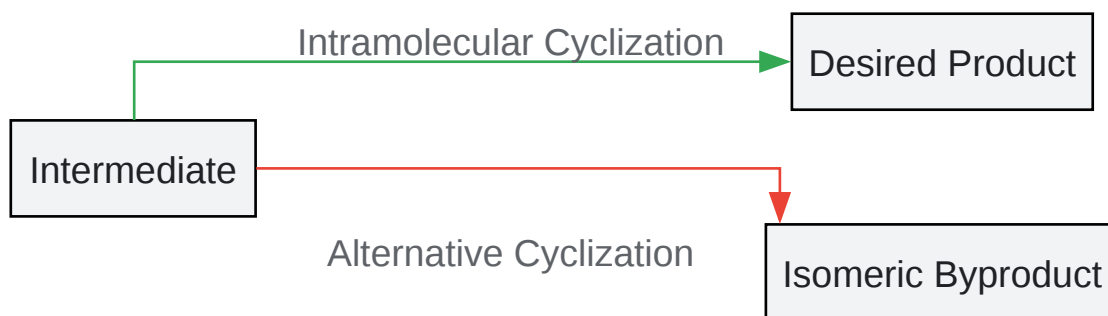 Intramolecular Cyclization
Desired Product
Intermediate
Alternative Cyclization
Isomeric Byproduct